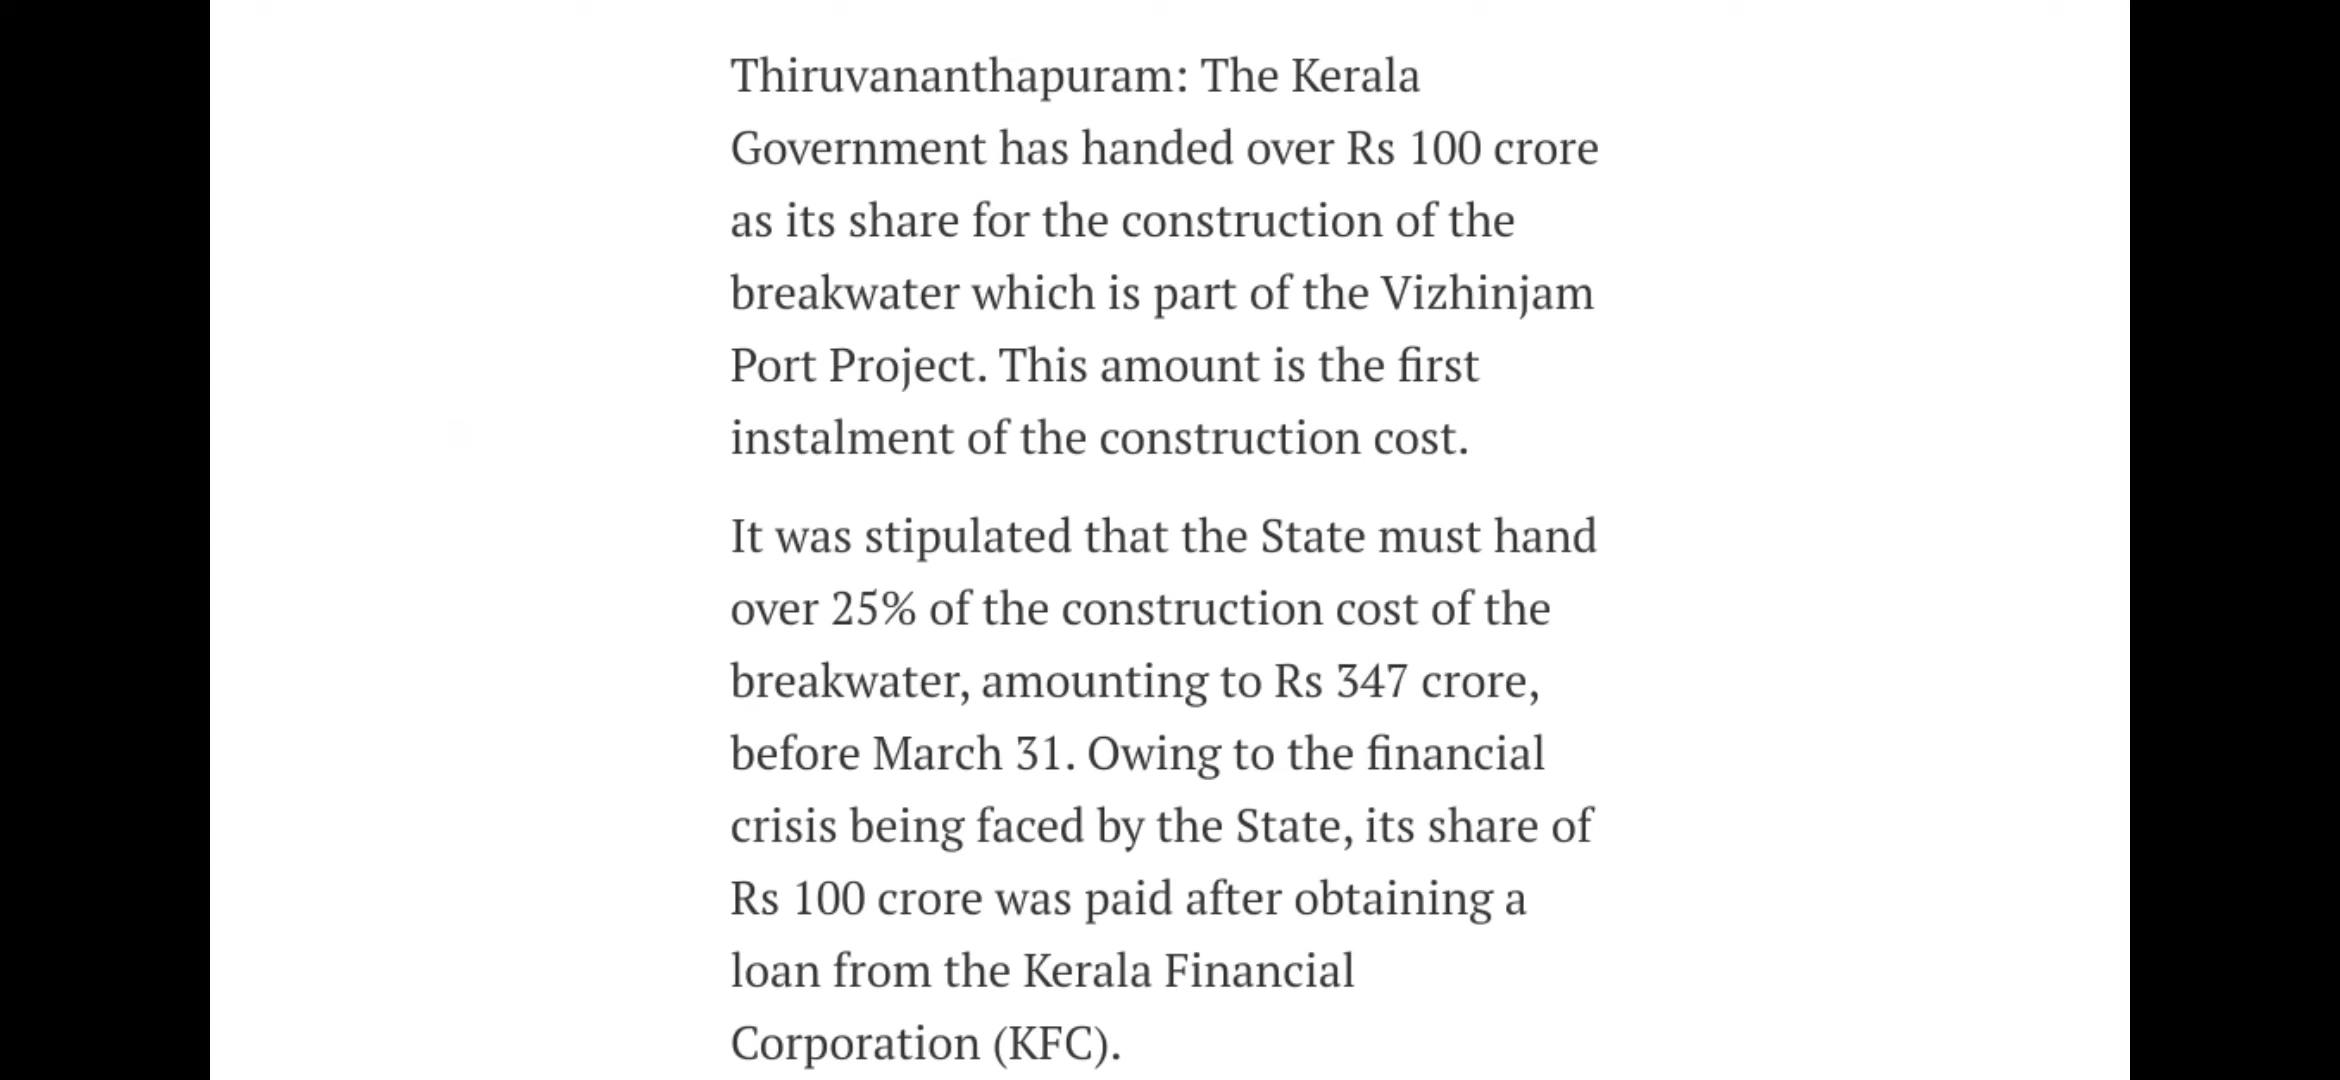 Thiruvananthapuram: The Kerala
Government has handed over Rs 100 crore
as its share for the construction of the
breakwater which is part of the Vizhinjam
Port Project. This amount is the first
instalment of the construction cost.
It was stipulated that the State must hand
over 25% of the construction cost of the
breakwater, amounting to Rs 347 crore,
before March 31. Owing to the financial
crisis being faced by the State, its share of
Rs 100 crore was paid after obtaining a
loan from the Kerala Financial
Corporation (KFC).